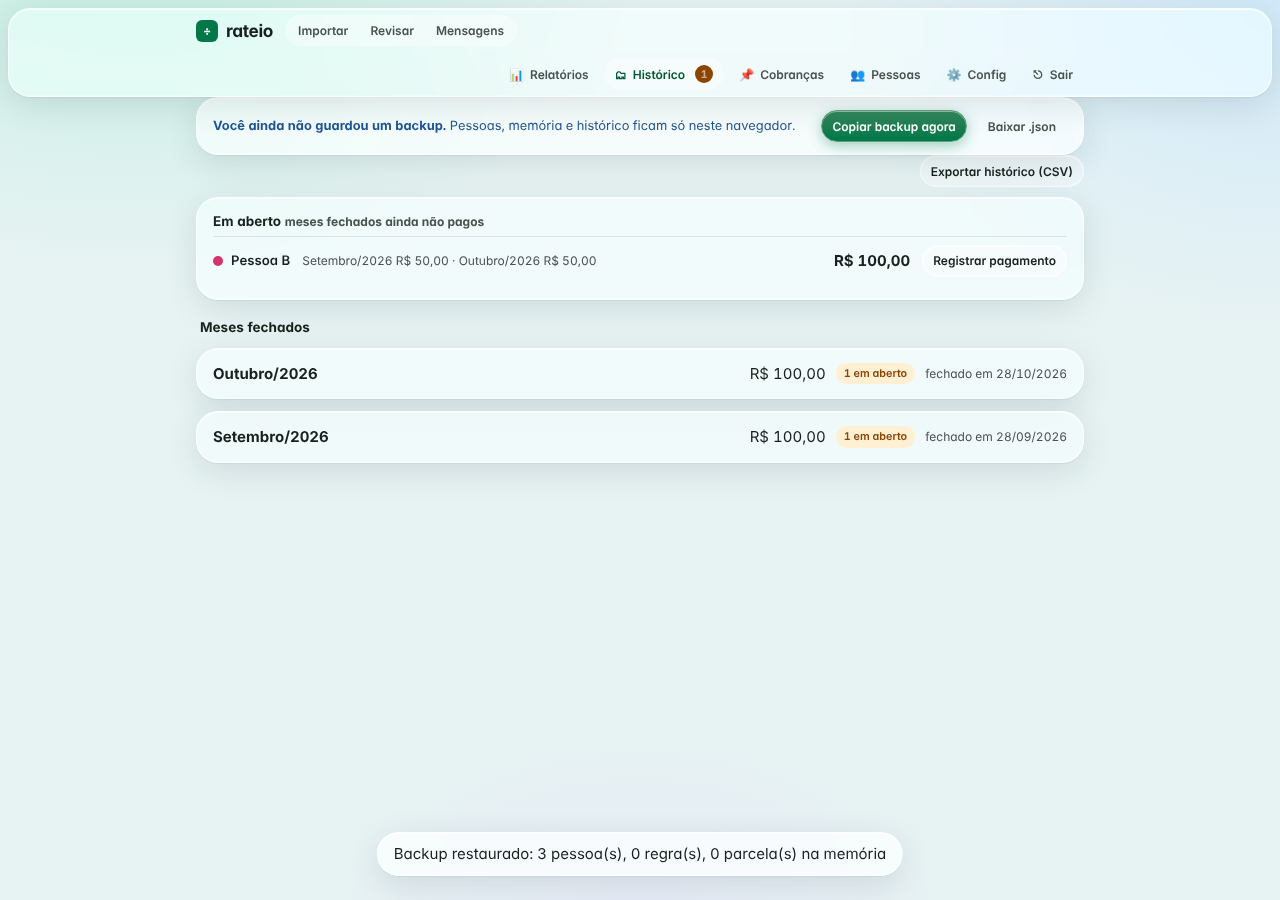 ÷ rateio Importar Revisar Mensagens
📊 Relatórios 🗂 Histórico 1 📌 Cobranças 👥 Pessoas ⚙️ Config ⎋ Sair
Você ainda não guardou um backup. Pessoas, memória e histórico ficam só neste navegador. Copiar backup agora Baixar .json
Exportar histórico (CSV)
Em aberto meses fechados ainda não pagos
Pessoa B Setembro/2026 R$ 50,00 · Outubro/2026 R$ 50,00 R$ 100,00 Registrar pagamento
Meses fechados
Outubro/2026 R$ 100,00 1 em aberto fechado em 28/10/2026
Setembro/2026 R$ 100,00 1 em aberto fechado em 28/09/2026
Backup restaurado: 3 pessoa(s), 0 regra(s), 0 parcela(s) na memória